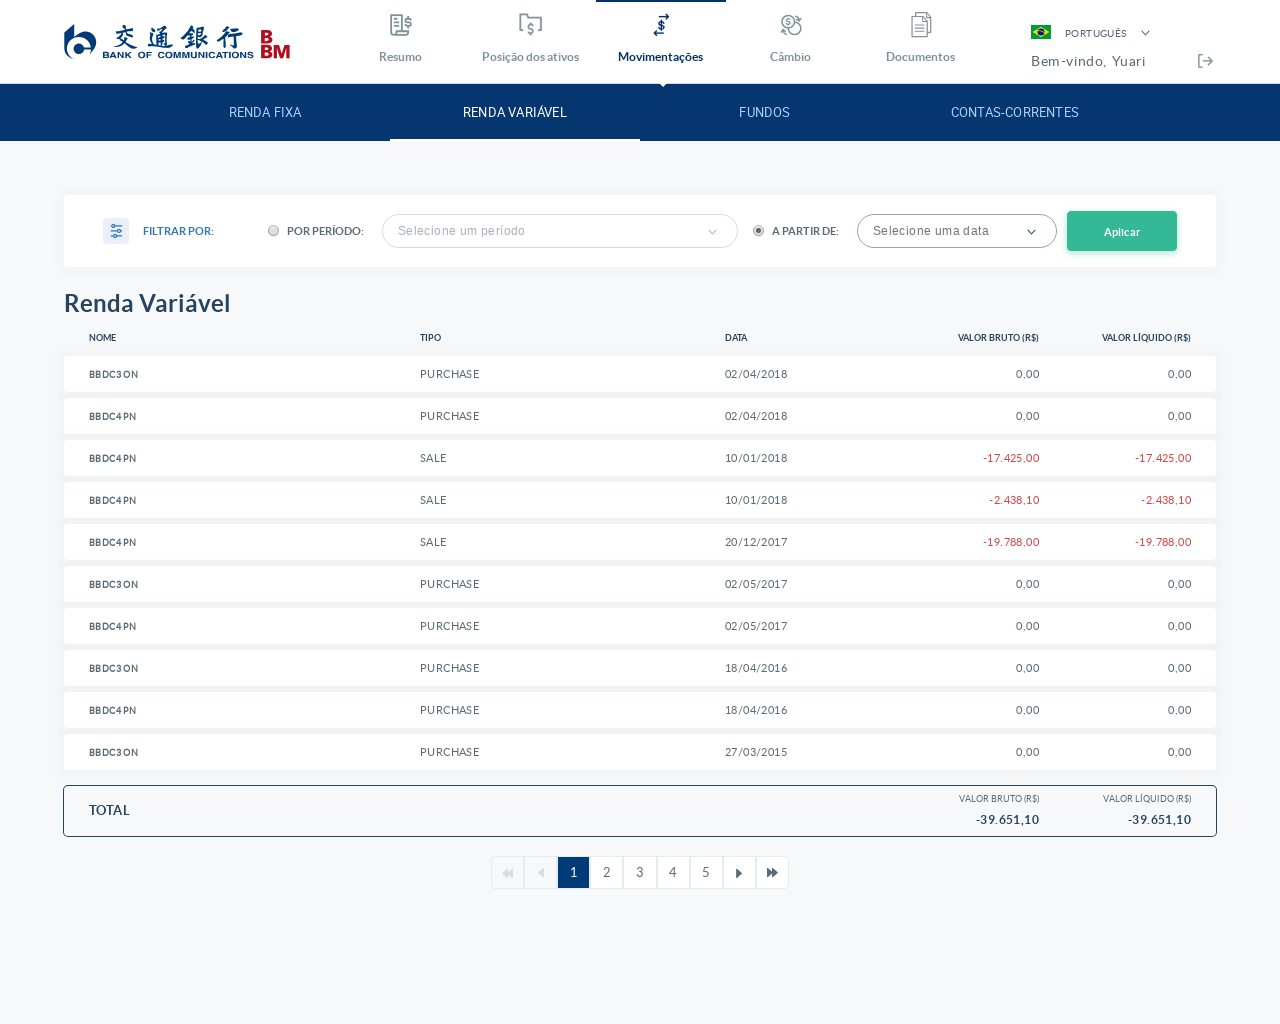 交通銀行
BANK OF COMMUNICATIONS
B
BM
Resumo
Posição dos ativos
Movimentações
Câmbio
Documentos
PORTUGUÊS
Bem-vindo, Yuari
RENDA FIXA
RENDA VARIÁVEL
FUNDOS
CONTAS-CORRENTES
FILTRAR POR:
POR PERÍODO:
Selecione um período
A PARTIR DE:
Selecione uma data
Aplicar
Renda Variável
NOME TIPO DATA VALOR BRUTO (R$) VALOR LÍQUIDO (R$)
BBDC3 ON PURCHASE 02/04/2018 0,00 0,00
BBDC4 PN PURCHASE 02/04/2018 0,00 0,00
BBDC4 PN SALE 10/01/2018 -17.425,00 -17.425,00
BBDC4 PN SALE 10/01/2018 -2.438,10 -2.438,10
BBDC4 PN SALE 20/12/2017 -19.788,00 -19.788,00
BBDC3 ON PURCHASE 02/05/2017 0,00 0,00
BBDC4 PN PURCHASE 02/05/2017 0,00 0,00
BBDC3 ON PURCHASE 18/04/2016 0,00 0,00
BBDC4 PN PURCHASE 18/04/2016 0,00 0,00
BBDC3 ON PURCHASE 27/03/2015 0,00 0,00
VALOR BRUTO (R$) VALOR LÍQUIDO (R$)
TOTAL -39.651,10 -39.651,10
1 2 3 4 5